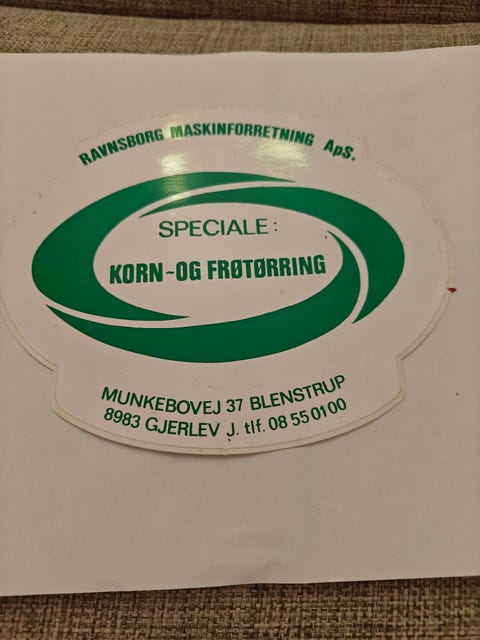 RAVNSBORG MASKINFORRETNING ApS.
SPECIALE:
KORN-OG FRØTØRRING
MUNKEBOVEJ 37 BLENSTRUP
8983 GJERLEV J. tlf. 08 55 01 00